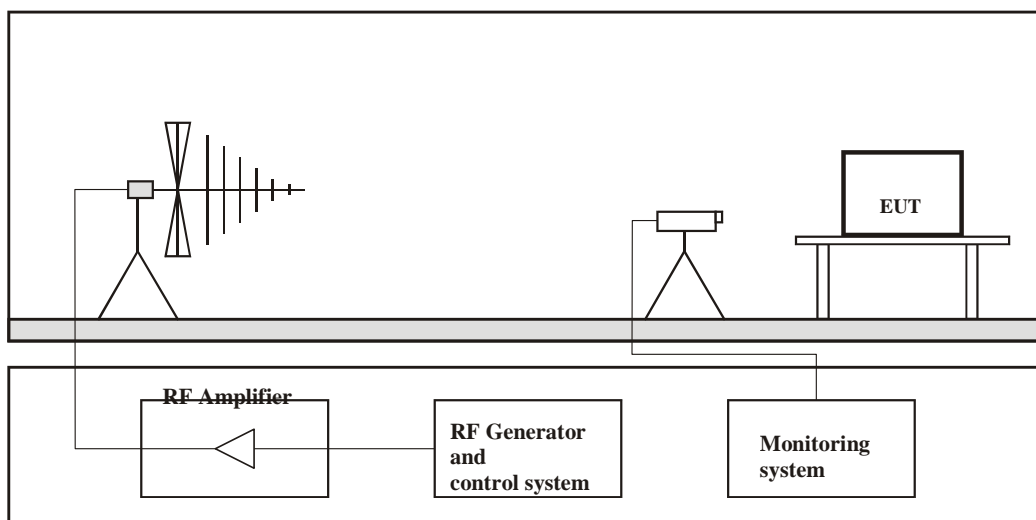 EUT
RF Amplifier
RF Generator
and
control system
Monitoring
system